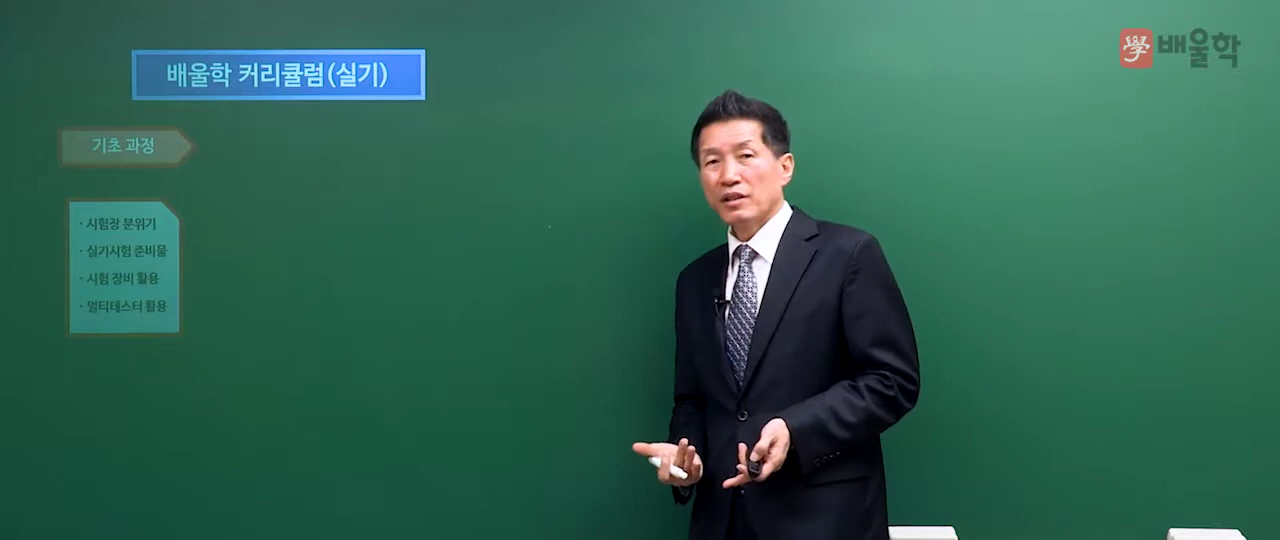 學 배울학
배울학 커리큘럼(실기)
기초 과정
· 시험장 분위기
· 실기시험 준비물
· 시험 장비 활용
· 멀티테스터 활용